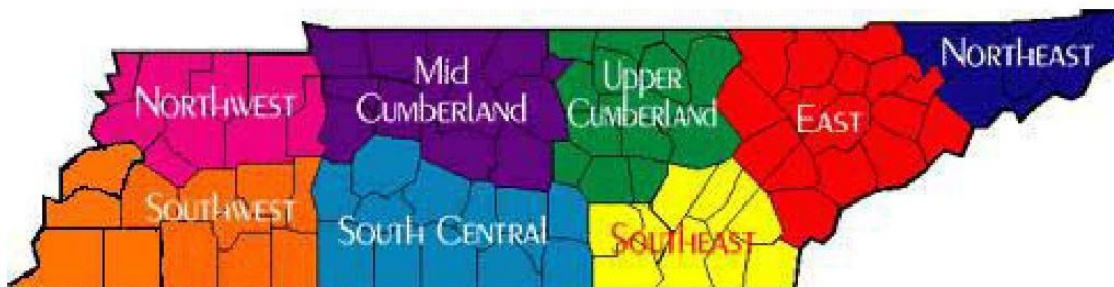 Northwest
Mid
Cumberland
Upper
Cumberland
East
Northeast
Southwest
South Central
Southeast